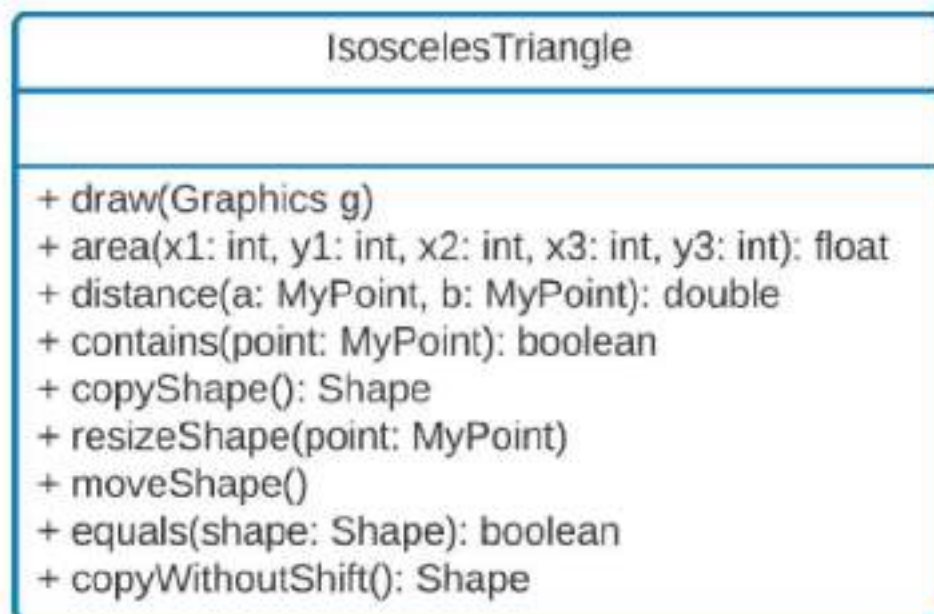 IsoscelesTriangle
+ draw(Graphics g)
+ area(x1: int, y1: int, x2: int, x3: int, y3: int): float
+ distance(a: MyPoint, b: MyPoint): double
+ contains(point: MyPoint): boolean
+ copyShape(): Shape
+ resizeShape(point: MyPoint)
+ moveShape()
+ equals(shape: Shape): boolean
+ copyWithoutShift(): Shape